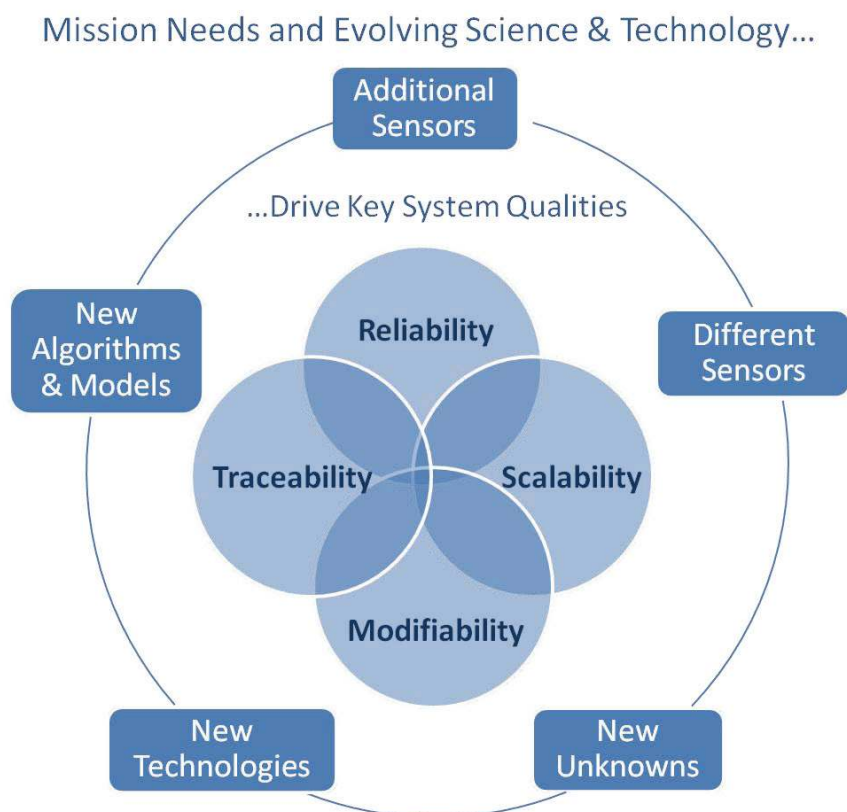 Mission Needs and Evolving Science & Technology...
Additional
Sensors
...Drive Key System Qualities
New
Algorithms
& Models
Reliability
Different
Sensors
Traceability
Scalability
Modifiability
New
Technologies
New
Unknowns